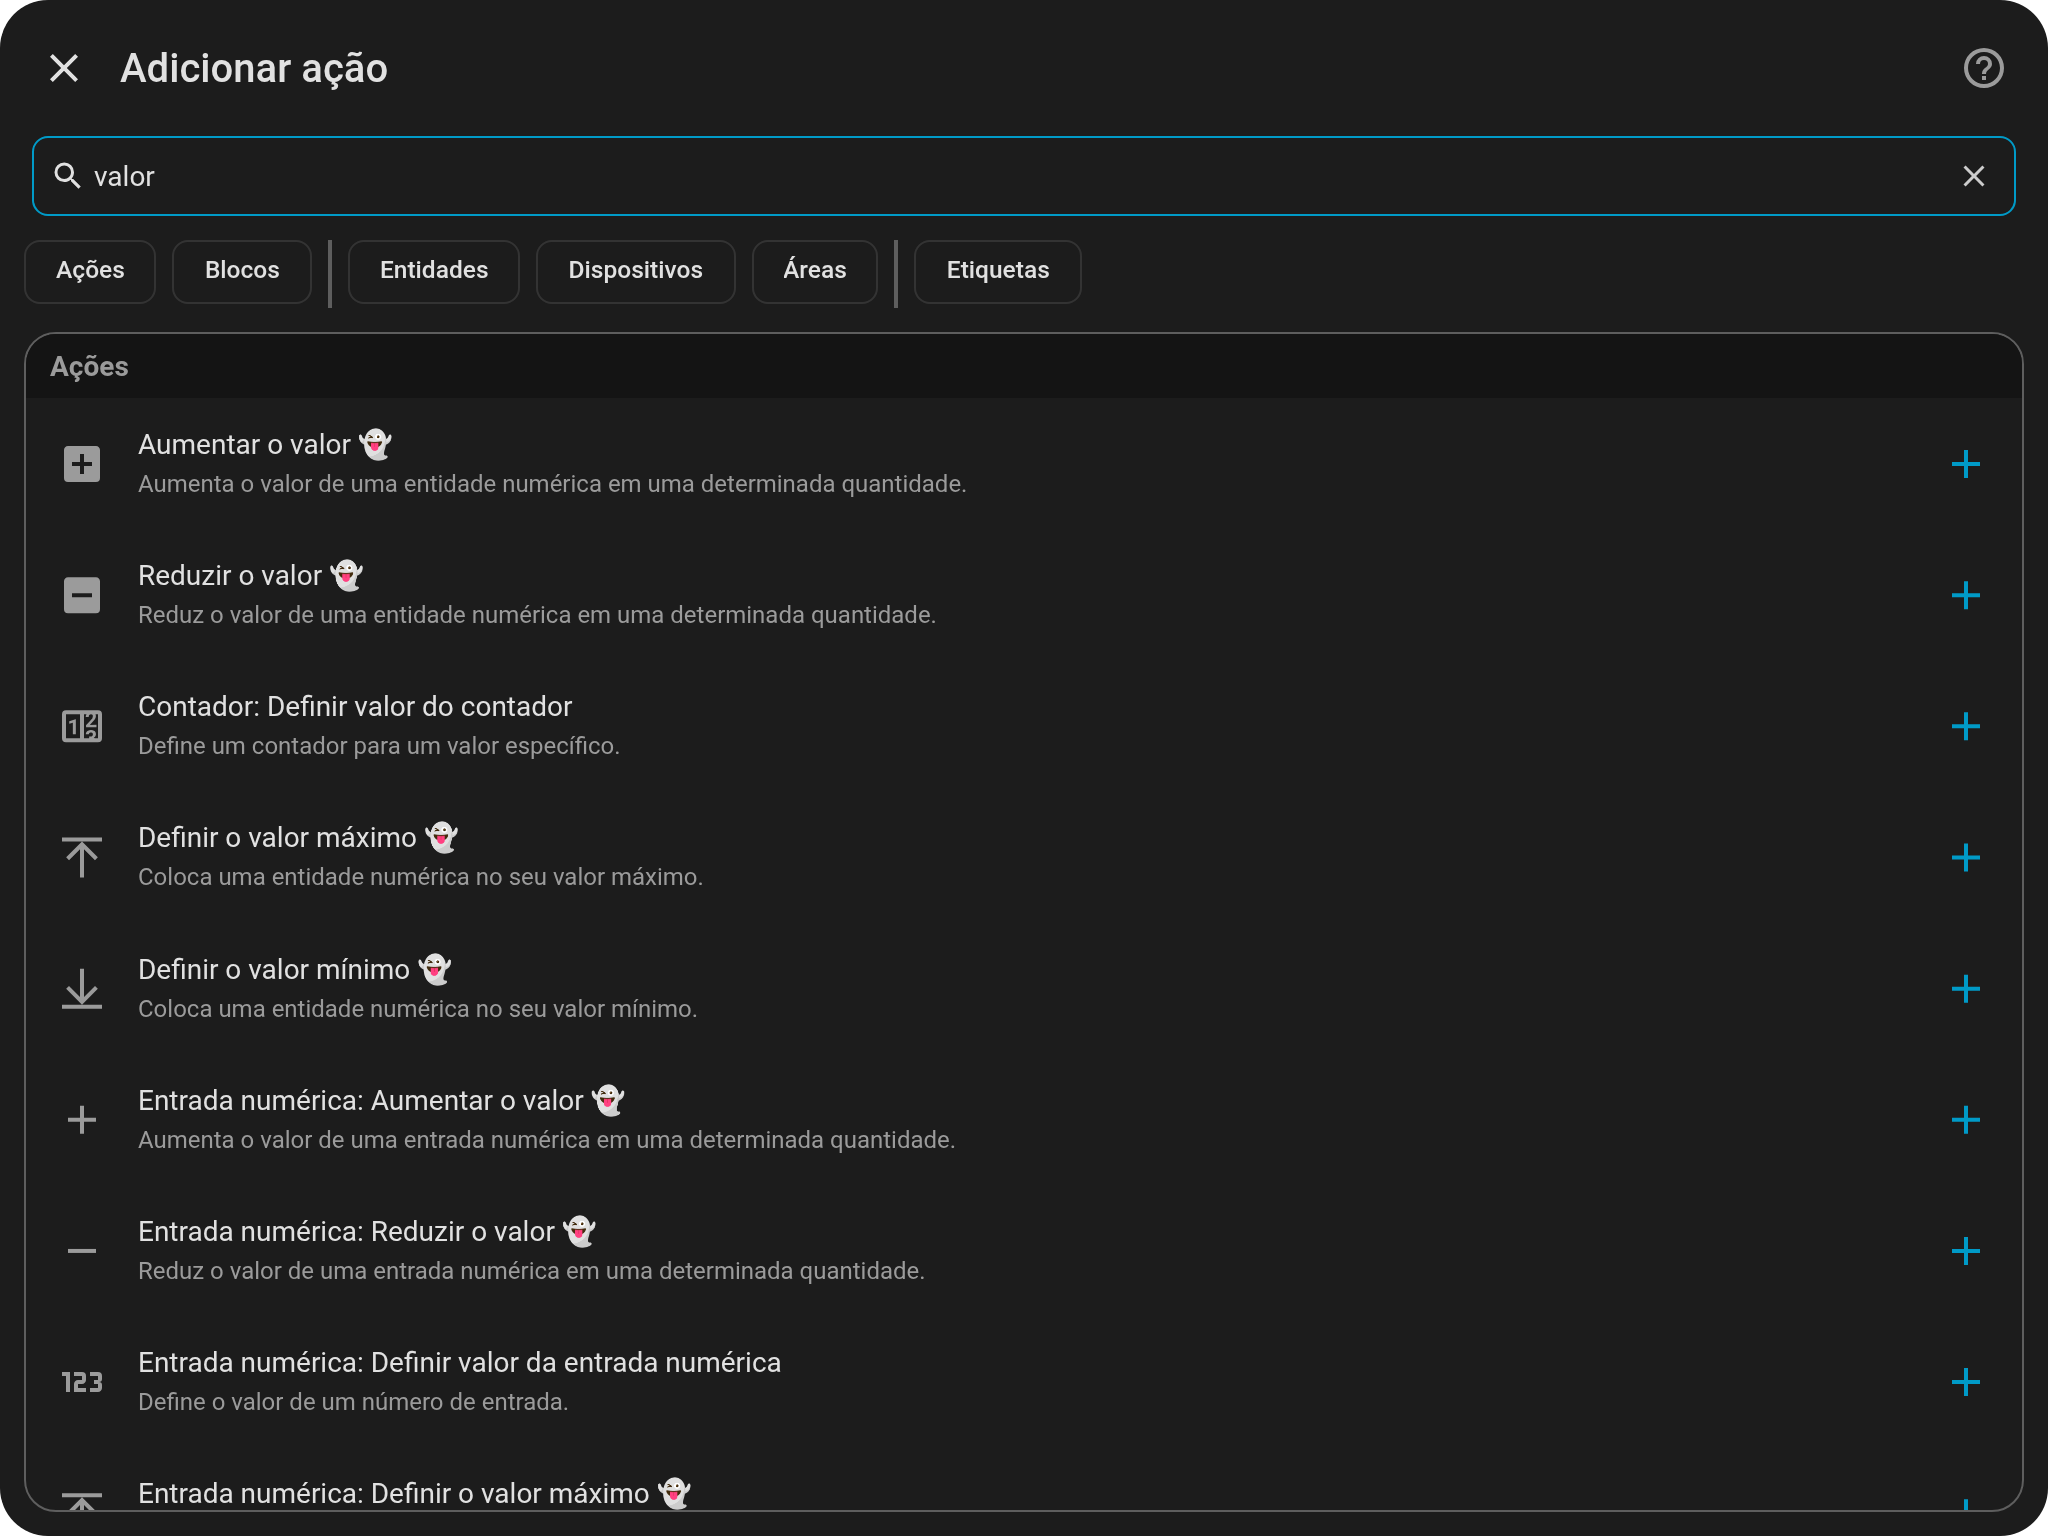 Adicionar ação
valor
Ações
Blocos
Entidades
Dispositivos
Áreas
Etiquetas
Ações
Aumentar o valor 👻
Aumenta o valor de uma entidade numérica em uma determinada quantidade.
Reduzir o valor 👻
Reduz o valor de uma entidade numérica em uma determinada quantidade.
Contador: Definir valor do contador
Define um contador para um valor específico.
Definir o valor máximo 👻
Coloca uma entidade numérica no seu valor máximo.
Definir o valor mínimo 👻
Coloca uma entidade numérica no seu valor mínimo.
Entrada numérica: Aumentar o valor 👻
Aumenta o valor de uma entrada numérica em uma determinada quantidade.
Entrada numérica: Reduzir o valor 👻
Reduz o valor de uma entrada numérica em uma determinada quantidade.
123
Entrada numérica: Definir valor da entrada numérica
Define o valor de um número de entrada.
Entrada numérica: Definir o valor máximo 👻